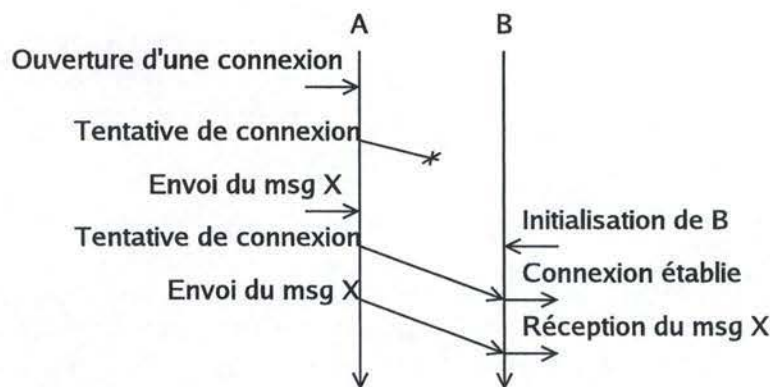 A B
Ouverture d'une connexion
Tentative de connexion
Envoi du msg X
Initialisation de B
Tentative de connexion
Connexion établie
Envoi du msg X
Réception du msg X